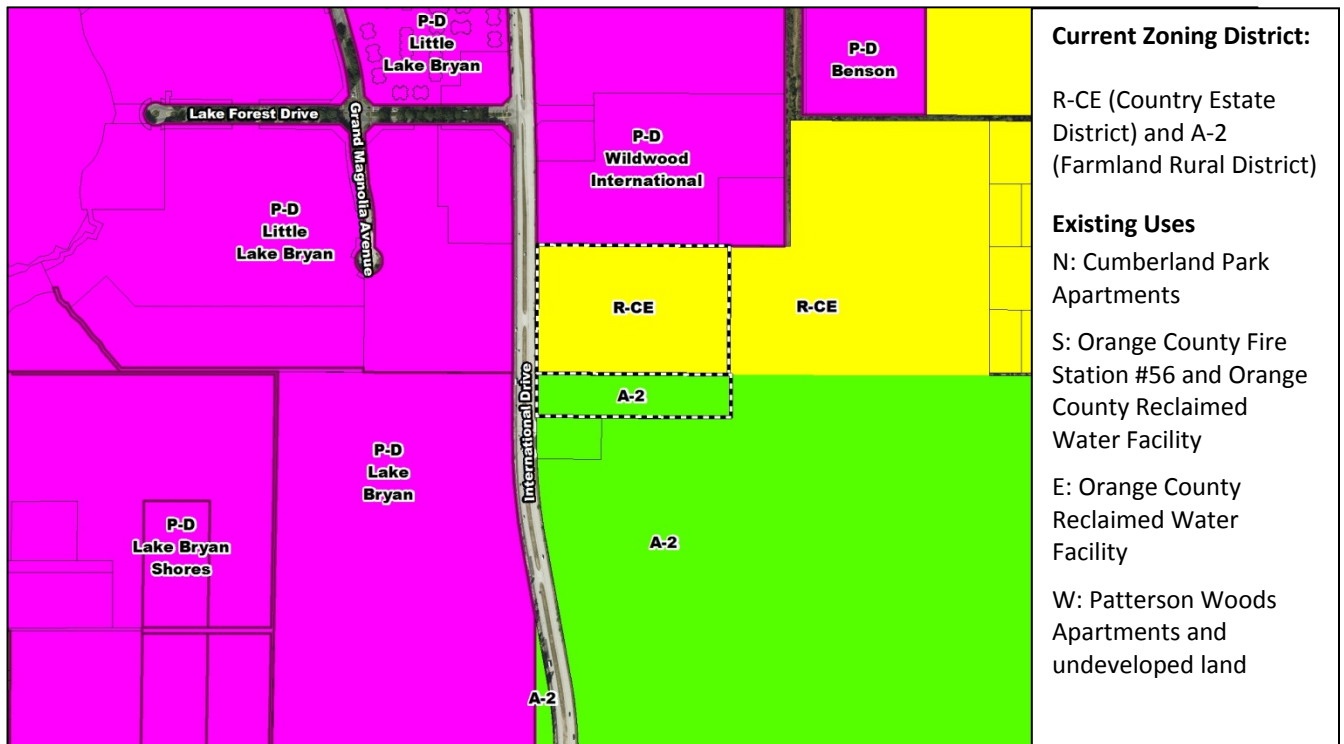 P-D
Little
Lake Bryan
P-D
Benson
Lake Forest Drive
Grand Magnolia Avenue
P-D
Wildwood
International
P-D
Little
Lake Bryan
R-CE
R-CE
International Drive
A-2
P-D
Lake
Bryan
P-D
Lake Bryan
Shores
A-2
A-2
Current Zoning District:
R-CE (Country Estate
District) and A-2
(Farmland Rural District)
Existing Uses
N: Cumberland Park
Apartments
S: Orange County Fire
Station #56 and Orange
County Reclaimed
Water Facility
E: Orange County
Reclaimed Water
Facility
W: Patterson Woods
Apartments and
undeveloped land